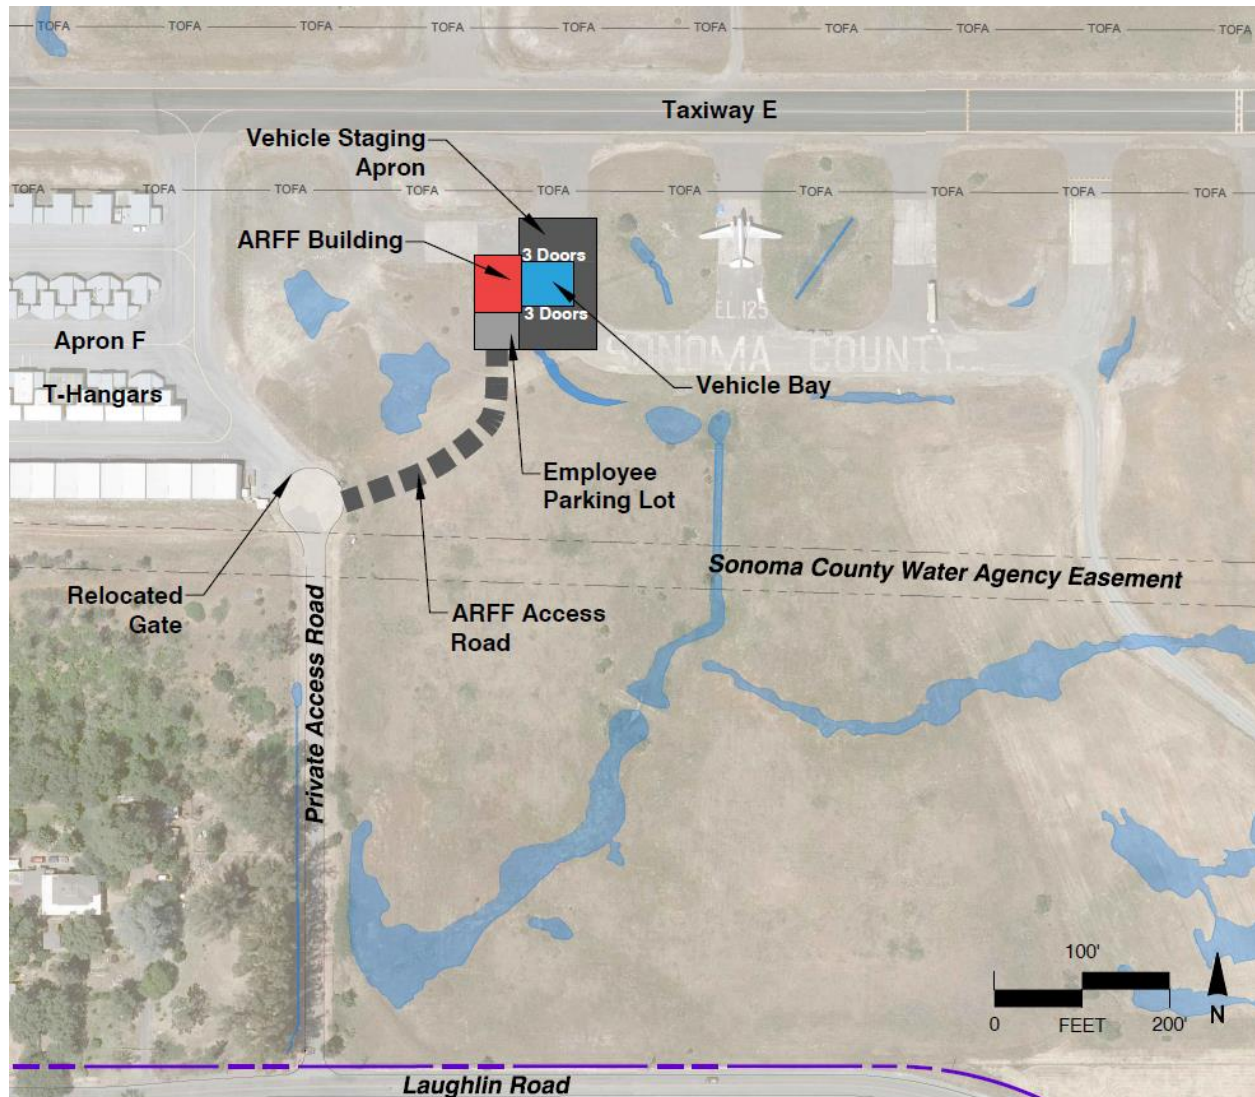 TOFA TOFA TOFA TOFA TOFA TOFA TOFA TOFA TOFA TOFA
Taxiway E
Vehicle Staging
Apron
TOFA TOFA TOFA TOFA TOFA TOFA TOFA TOFA TOFA TOFA
ARFF Building
3 Doors
3 Doors
EL.125
SONOMA COUNTY
Apron F
T-Hangars
Vehicle Bay
Employee
Parking Lot
Sonoma County Water Agency Easement
Relocated
Gate
ARFF Access
Road
Private Access Road
100'
0 FEET 200'
N
Laughlin Road